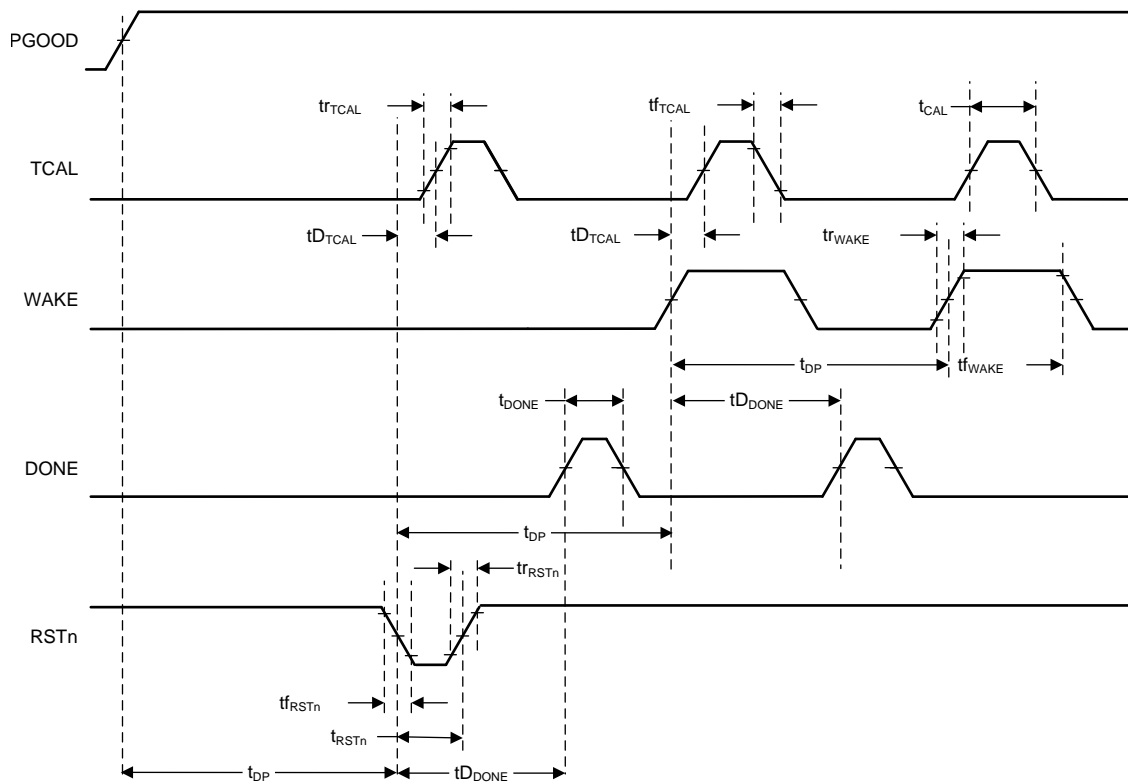 PGOOD
trTCAL
tfTCAL
tCAL
TCAL
tDTCAL
tDTCAL
trWAKE
WAKE
tDP
tfWAKE
tDONE
tDDONE
DONE
tDP
trRSTn
RSTn
tfRSTn
tRSTn
tDP
tDDONE